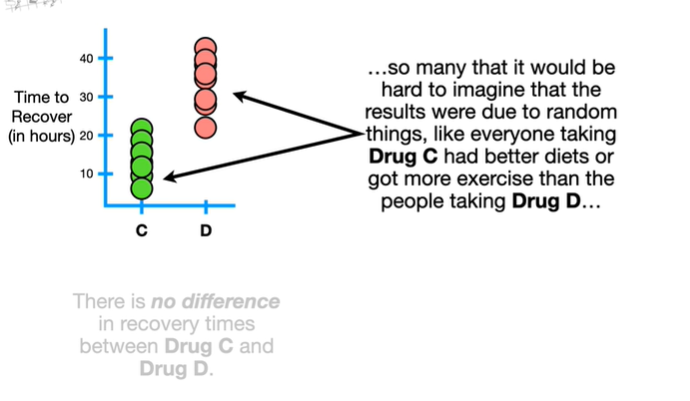 40
Time to
Recover
(in hours)
30
20
10
C
D
...so many that it would be
hard to imagine that the
results were due to random
things, like everyone taking
Drug C had better diets or
got more exercise than the
people taking Drug D...
There is no difference
in recovery times
between Drug C and
Drug D.